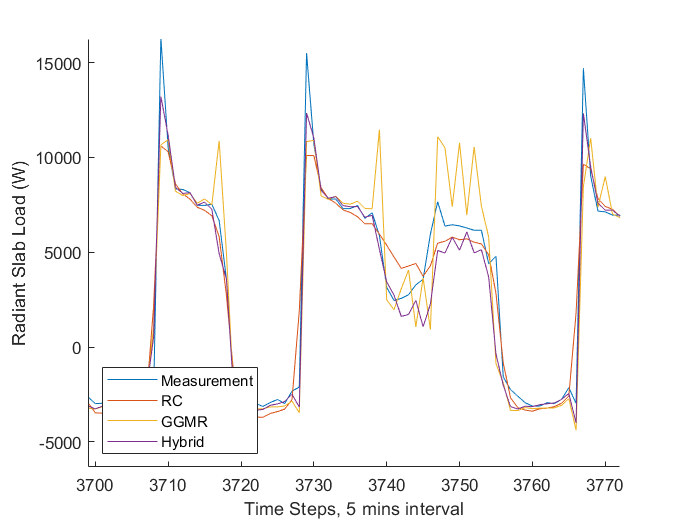 15000
10000
5000
0
-5000
Radiant Slab Load (W)
Measurement
RC
GGMR
Hybrid
3700 3710 3720 3730 3740 3750 3760 3770
Time Steps, 5 mins interval